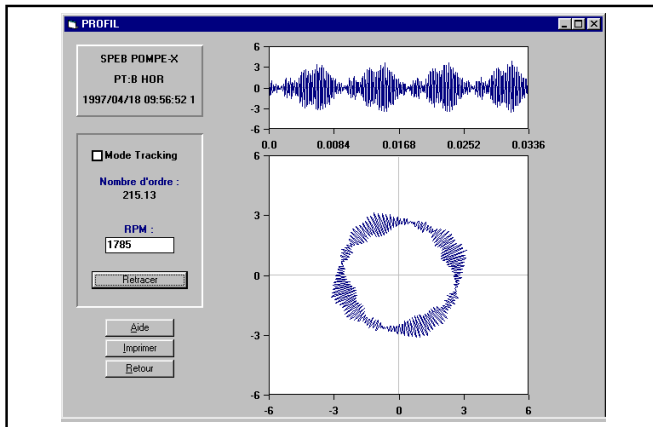 PROFIL
SPEB POMPE-X
PT:B HOR
1997/04/18 09:56:52 1
Mode Tracking
Nombre d'ordre :
215.13
RPM :
1785
Retracer
Aide
Imprimer
Retour
6
3
0
-3
-6
0.0 0.0084 0.0168 0.0252 0.0336
6
3
0
-3
-6
-6 -3 0 3 6